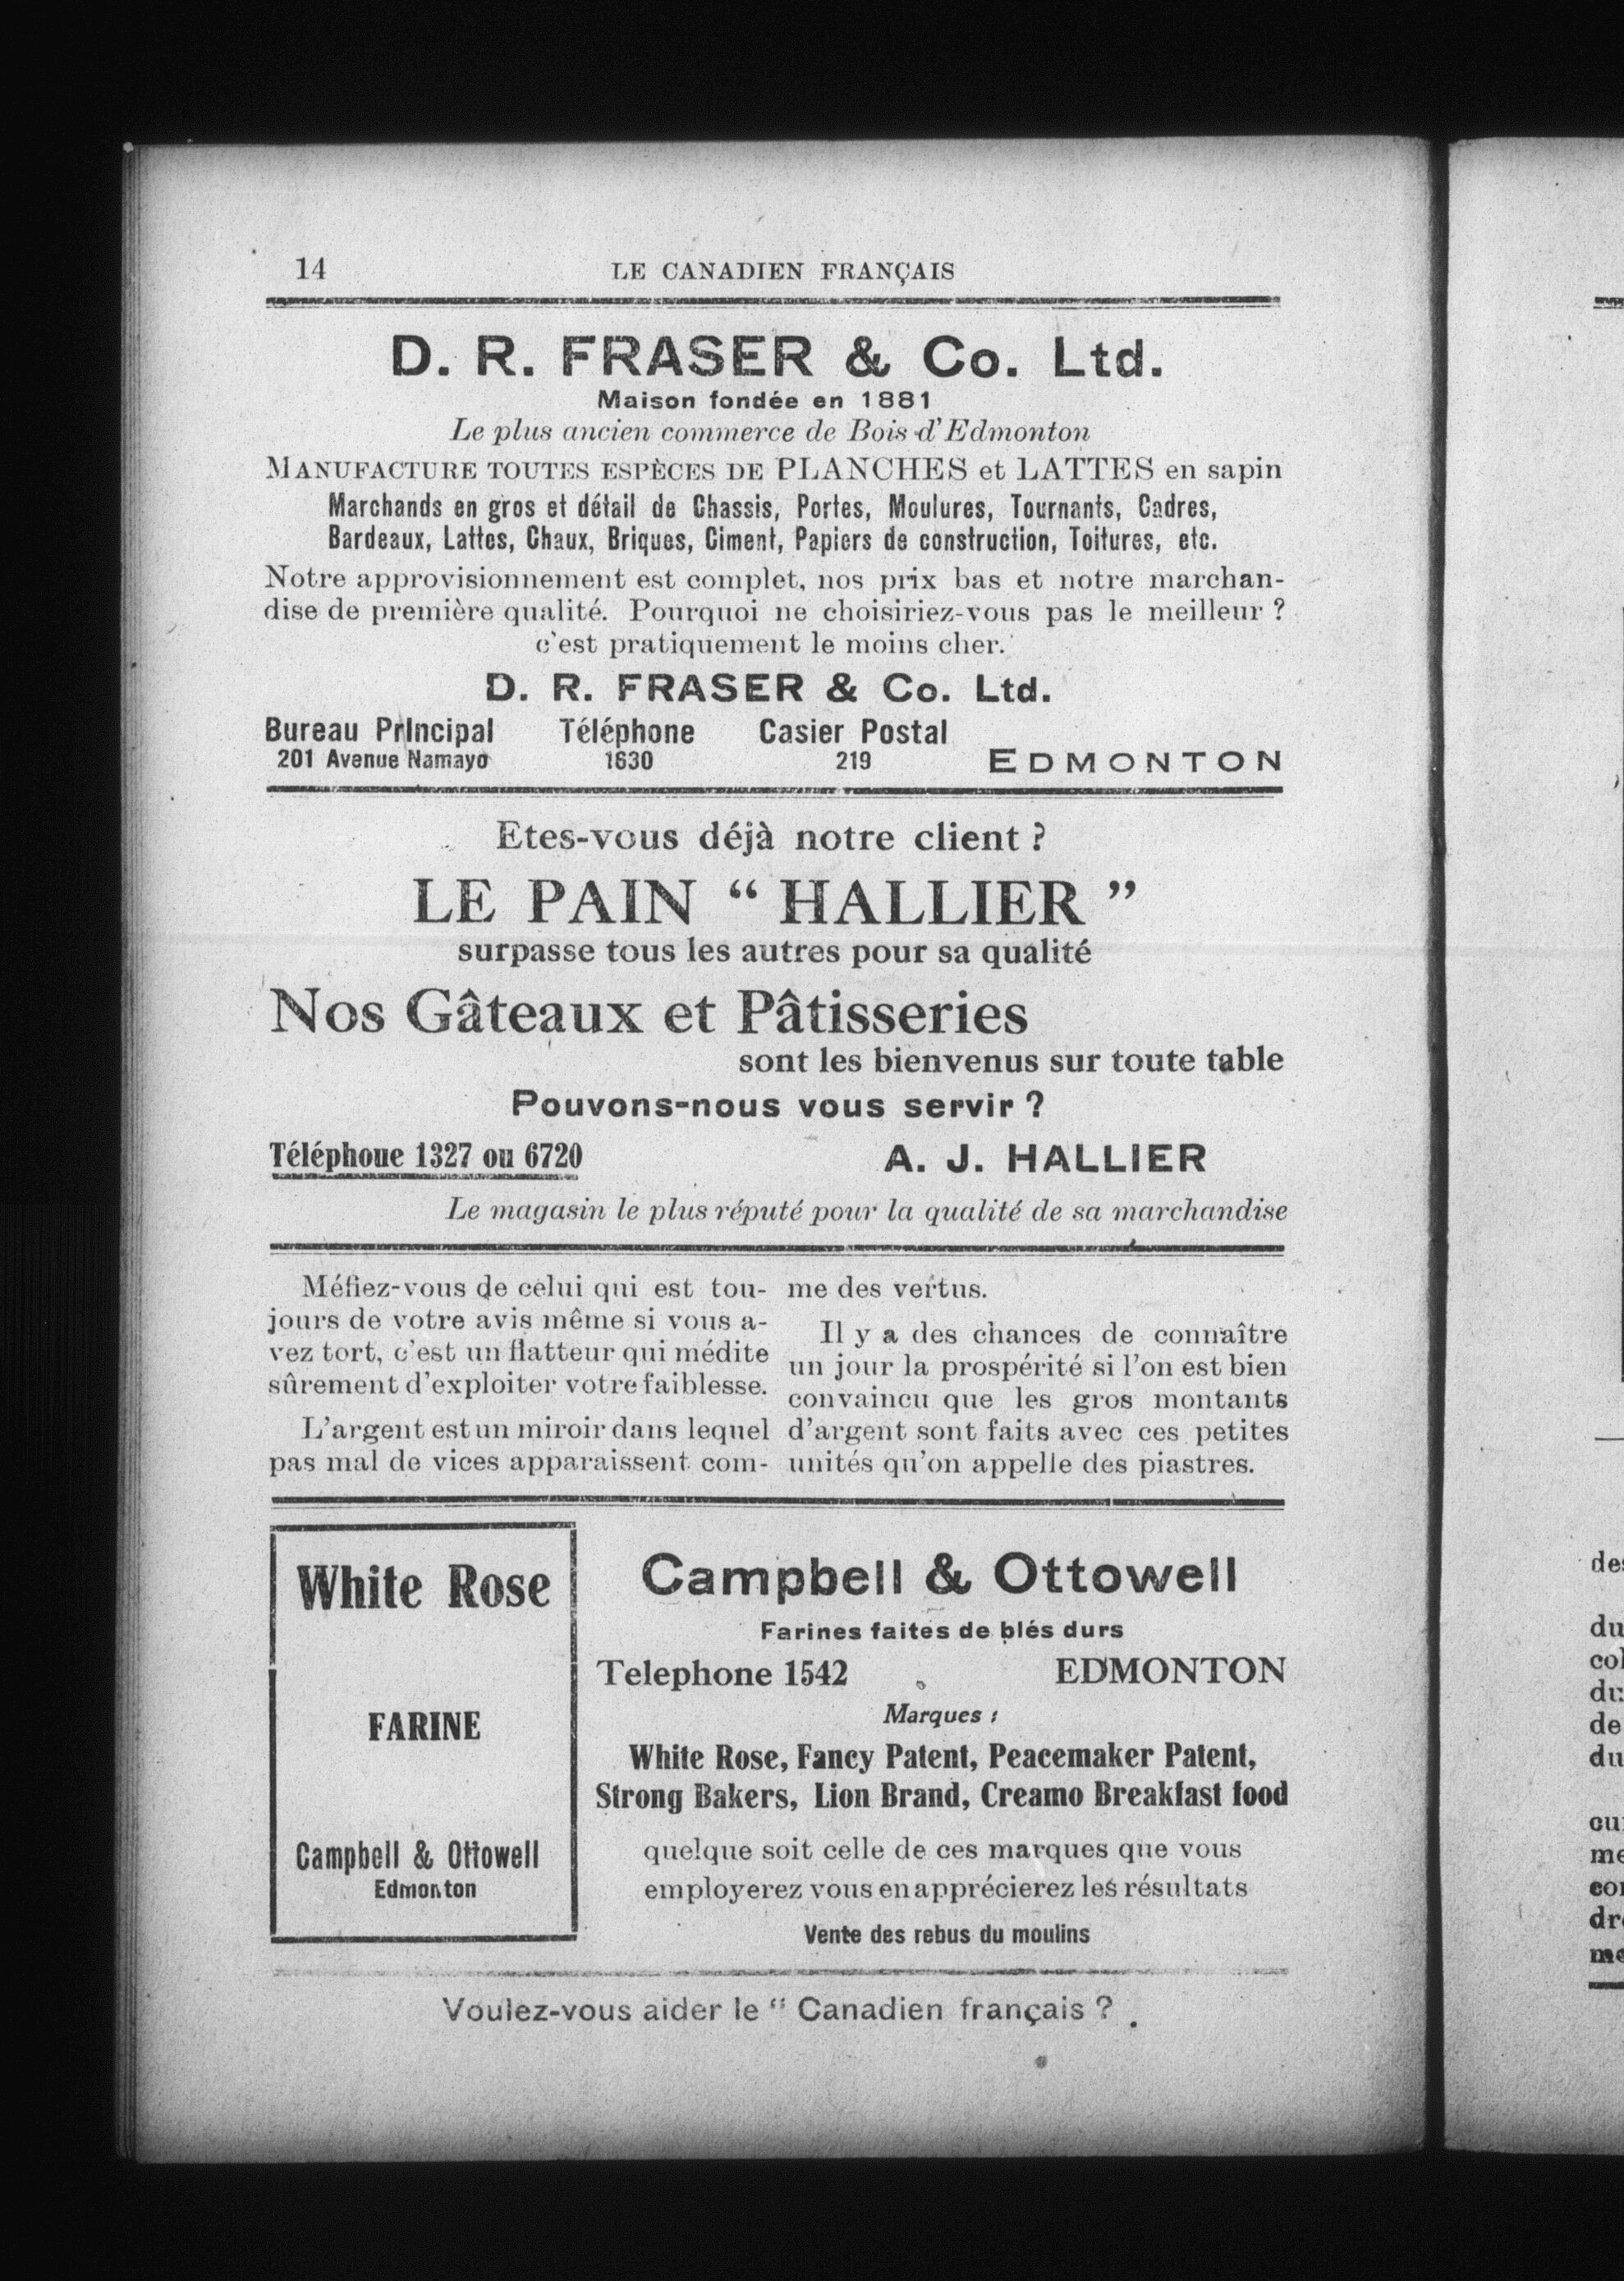 14 LE CANADIEN FRANÇAIS
D. R. FRASER & Co. Ltd.
Maison fondée en 1881
Le plus ancien commerce de Bois d'Edmonton
MANUFACTURE TOUTES ESPÈCES DE PLANCHES et LATTES en sapin
Marchands en gros et détail de Chassis, Portes, Moulures, Tournants, Cadres,
Bardeaux, Lattes, Chaux, Briques, Ciment, Papiers de construction, Toitures, etc.
Notre approvisionnement est complet, nos prix bas et notre marchan-
dise de première qualité. Pourquoi ne choisiriez-vous pas le meilleur ?
c'est pratiquement le moins cher.
D. R. FRASER & Co. Ltd.
Bureau Principal Téléphone Casier Postal
201 Avenue Namayo 1630 219 EDMONTON
Etes-vous déjà notre client ?
LE PAIN “ HALLIER ”
surpasse tous les autres pour sa qualité
Nos Gâteaux et Pâtisseries
sont les bienvenus sur toute table
Pouvons-nous vous servir ?
Téléphoue 1327 ou 6720 A. J. HALLIER
Le magasin le plus réputé pour la qualité de sa marchandise
Méfiez-vous de celui qui est tou-
jours de votre avis même si vous a-
vez tort, c'est un flatteur qui médite
sûrement d'exploiter votre faiblesse.
L'argent est un miroir dans lequel
pas mal de vices apparaissent com-
me des vertus.
Il y a des chances de connaître
un jour la prospérité si l'on est bien
convaincu que les gros montants
d'argent sont faits avec ces petites
unités qu'on appelle des piastres.
White Rose
FARINE
Campbell & Ottowell
Edmonton
Campbell & Ottowell
Farines faites de blés durs
Telephone 1542 EDMONTON
Marques :
White Rose, Fancy Patent, Peacemaker Patent,
Strong Bakers, Lion Brand, Creamo Breakfast food
quelque soit celle de ces marques que vous
employerez vous en apprécierez les résultats
Vente des rebus du moulins
Voulez-vous aider le “ Canadien français ?